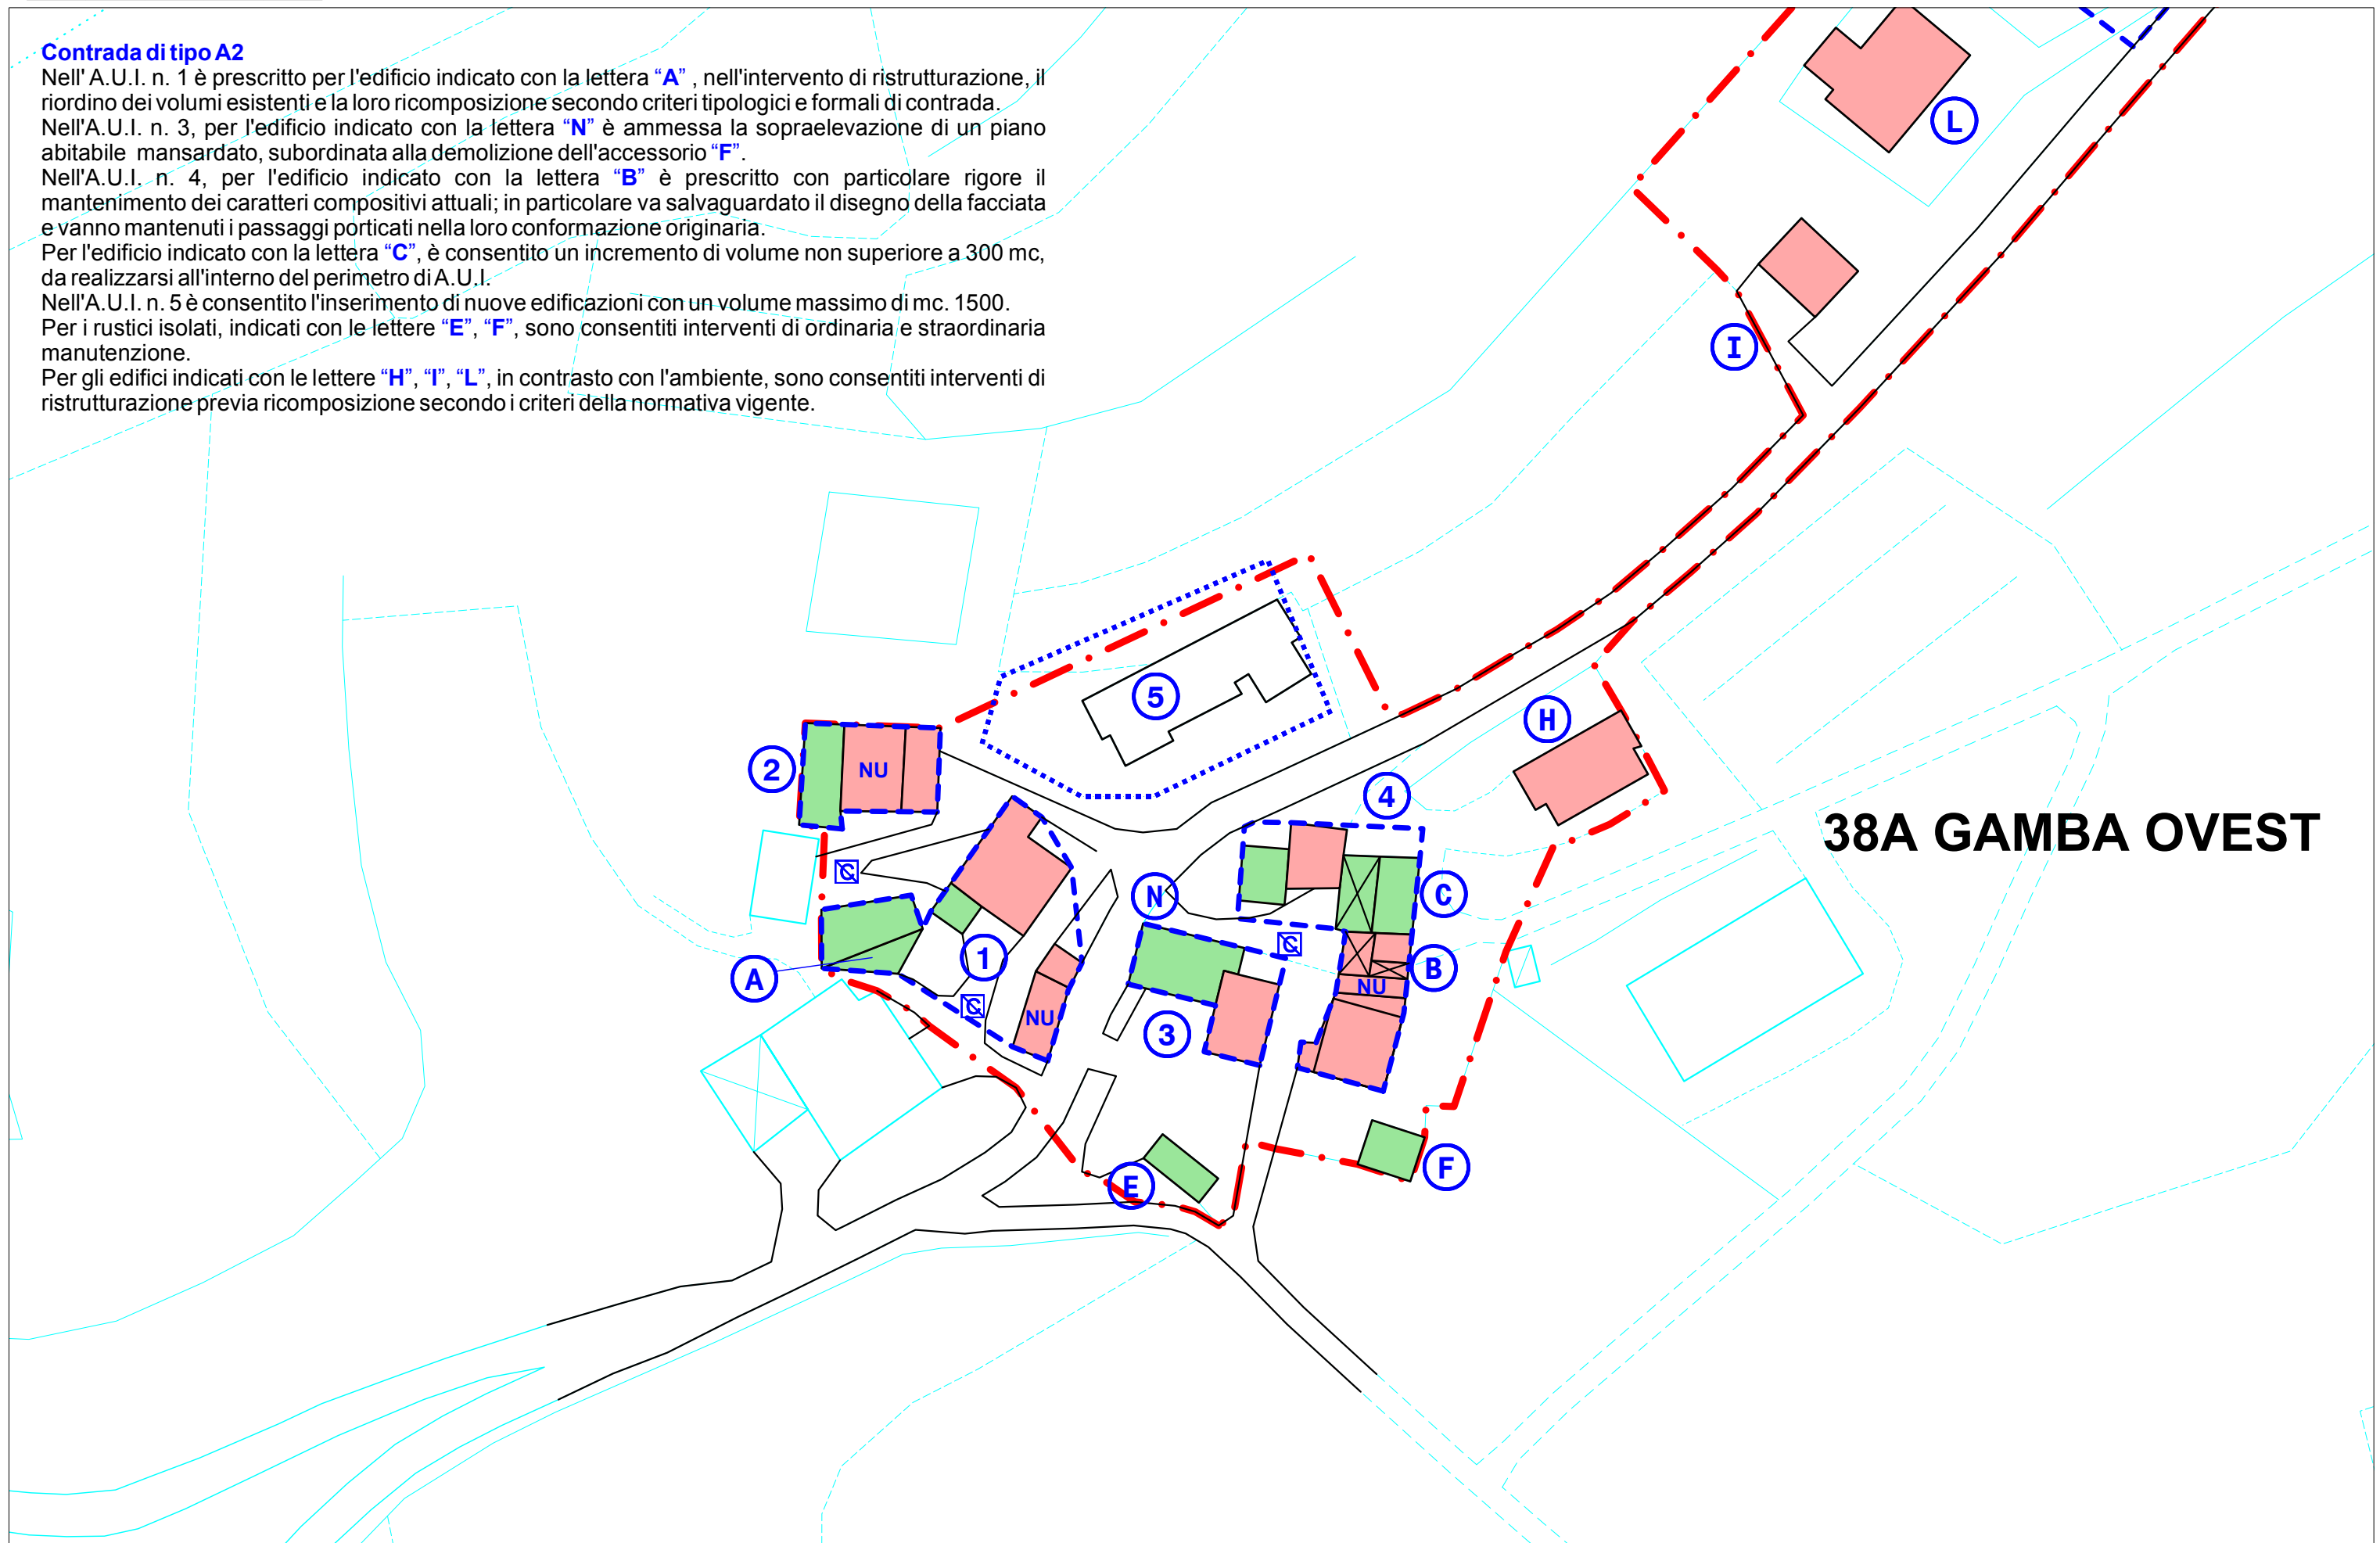 Contrada di tipo A2
Nell' A.U.I. n. 1 è prescritto per l'edificio indicato con la lettera “A” , nell'intervento di ristrutturazione, il
riordino dei volumi esistenti e la loro ricomposizione secondo criteri tipologici e formali di contrada.
Nell'A.U.I. n. 3, per l'edificio indicato con la lettera “N” è ammessa la sopraelevazione di un piano
abitabile mansardato, subordinata alla demolizione dell'accessorio “F”.
Nell'A.U.I. n. 4, per l'edificio indicato con la lettera “B” è prescritto con particolare rigore il
mantenimento dei caratteri compositivi attuali; in particolare va salvaguardato il disegno della facciata
e vanno mantenuti i passaggi porticati nella loro conformazione originaria.
Per l'edificio indicato con la lettera “C”, è consentito un incremento di volume non superiore a 300 mc,
da realizzarsi all'interno del perimetro di A.U.I.
Nell'A.U.I. n. 5 è consentito l'inserimento di nuove edificazioni con un volume massimo di mc. 1500.
Per i rustici isolati, indicati con le lettere “E”, “F”, sono consentiti interventi di ordinaria e straordinaria
manutenzione.
Per gli edifici indicati con le lettere “H”, “I”, “L”, in contrasto con l'ambiente, sono consentiti interventi di
ristrutturazione previa ricomposizione secondo i criteri della normativa vigente.
L
I
5
H
2
NU
4
38A GAMBA OVEST
C
N
C
C
1
A
B
NU
C
NU
3
F
E